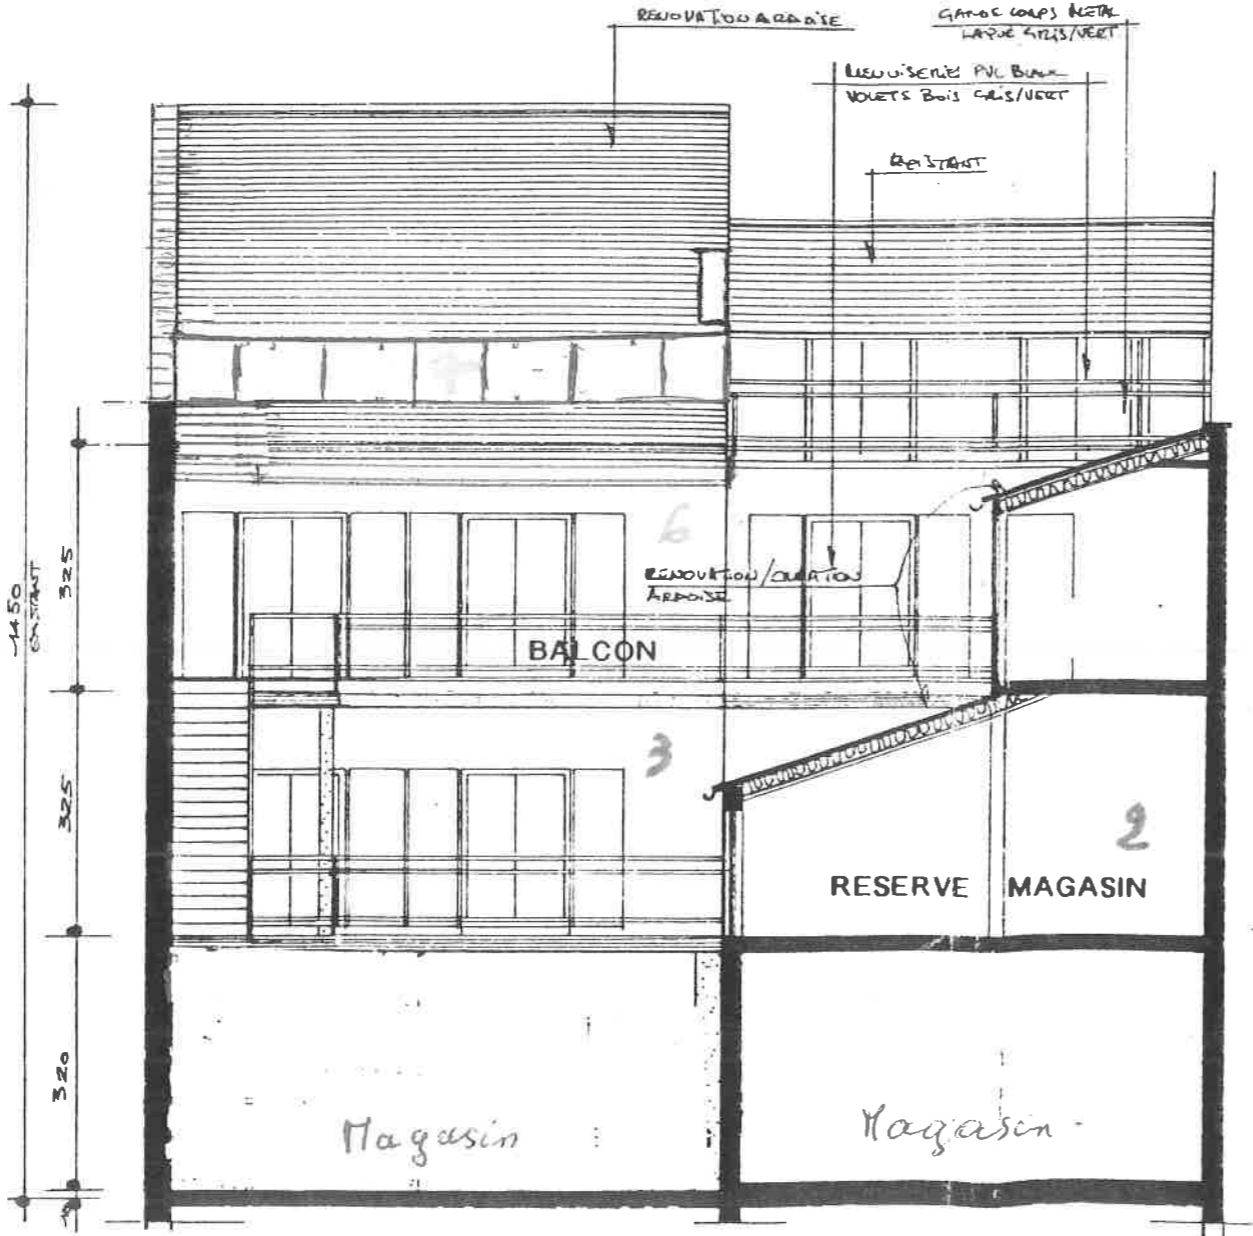 RENOVATION ARDOISE
GARDE CORPS METAL
LAQUE GRIS/VERT
MENUISERIES PVC BLANC
VOLETS BOIS GRIS/VERT
EXISTANT
6
RENOVATION/CREATION
ARDOISE
BALCON
3
2
RESERVE MAGASIN
Magasin
Magasin
1450
EXISTANT
325
325
320